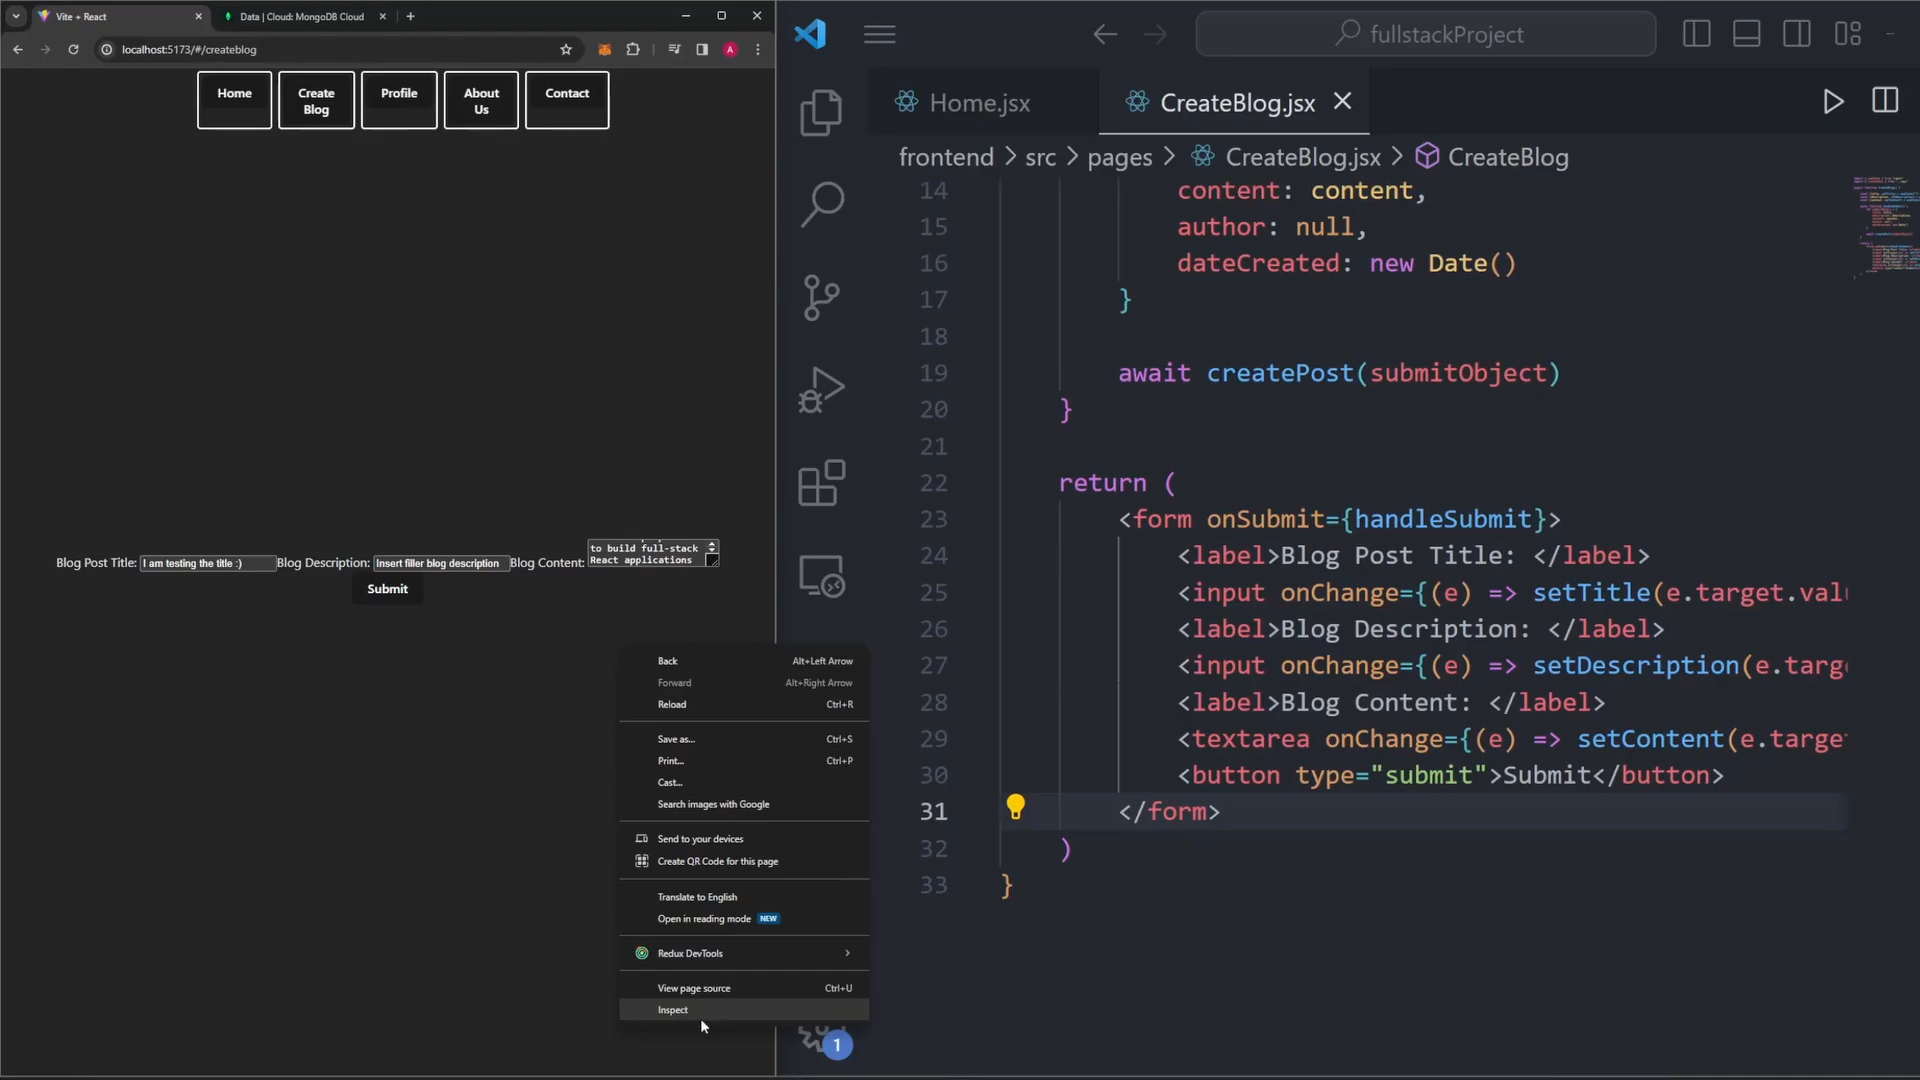 Vite + React
Data | Cloud: MongoDB Cloud
localhost:5173/#/createblog
A
Home
Create
Blog
Profile
About
Us
Contact
Blog Post Title:
I am testing the title :)
Blog Description:
Insert filler blog description
Blog Content:
to build full-stack
React applications
Submit
Back Alt+Left Arrow
Forward Alt+Right Arrow
Reload Ctrl+R
Save as... Ctrl+S
Print... Ctrl+P
Cast...
Search images with Google
Send to your devices
Create QR Code for this page
Translate to English
Open in reading mode NEW
Redux DevTools
View page source Ctrl+U
Inspect
1
fullstackProject
Home.jsx
CreateBlog.jsx
frontend > src > pages > CreateBlog.jsx > CreateBlog
14 content: content,
15 author: null,
16 dateCreated: new Date()
17 }
18
19 await createPost(submitObject)
20 }
21
22 return (
23 <form onSubmit={handleSubmit}>
24 <label>Blog Post Title: </label>
25 <input onChange={(e) => setTitle(e.target.val
26 <label>Blog Description: </label>
27 <input onChange={(e) => setDescription(e.targ
28 <label>Blog Content: </label>
29 <textarea onChange={(e) => setContent(e.targe
30 <button type="submit">Submit</button>
31 </form>
32 )
33 }